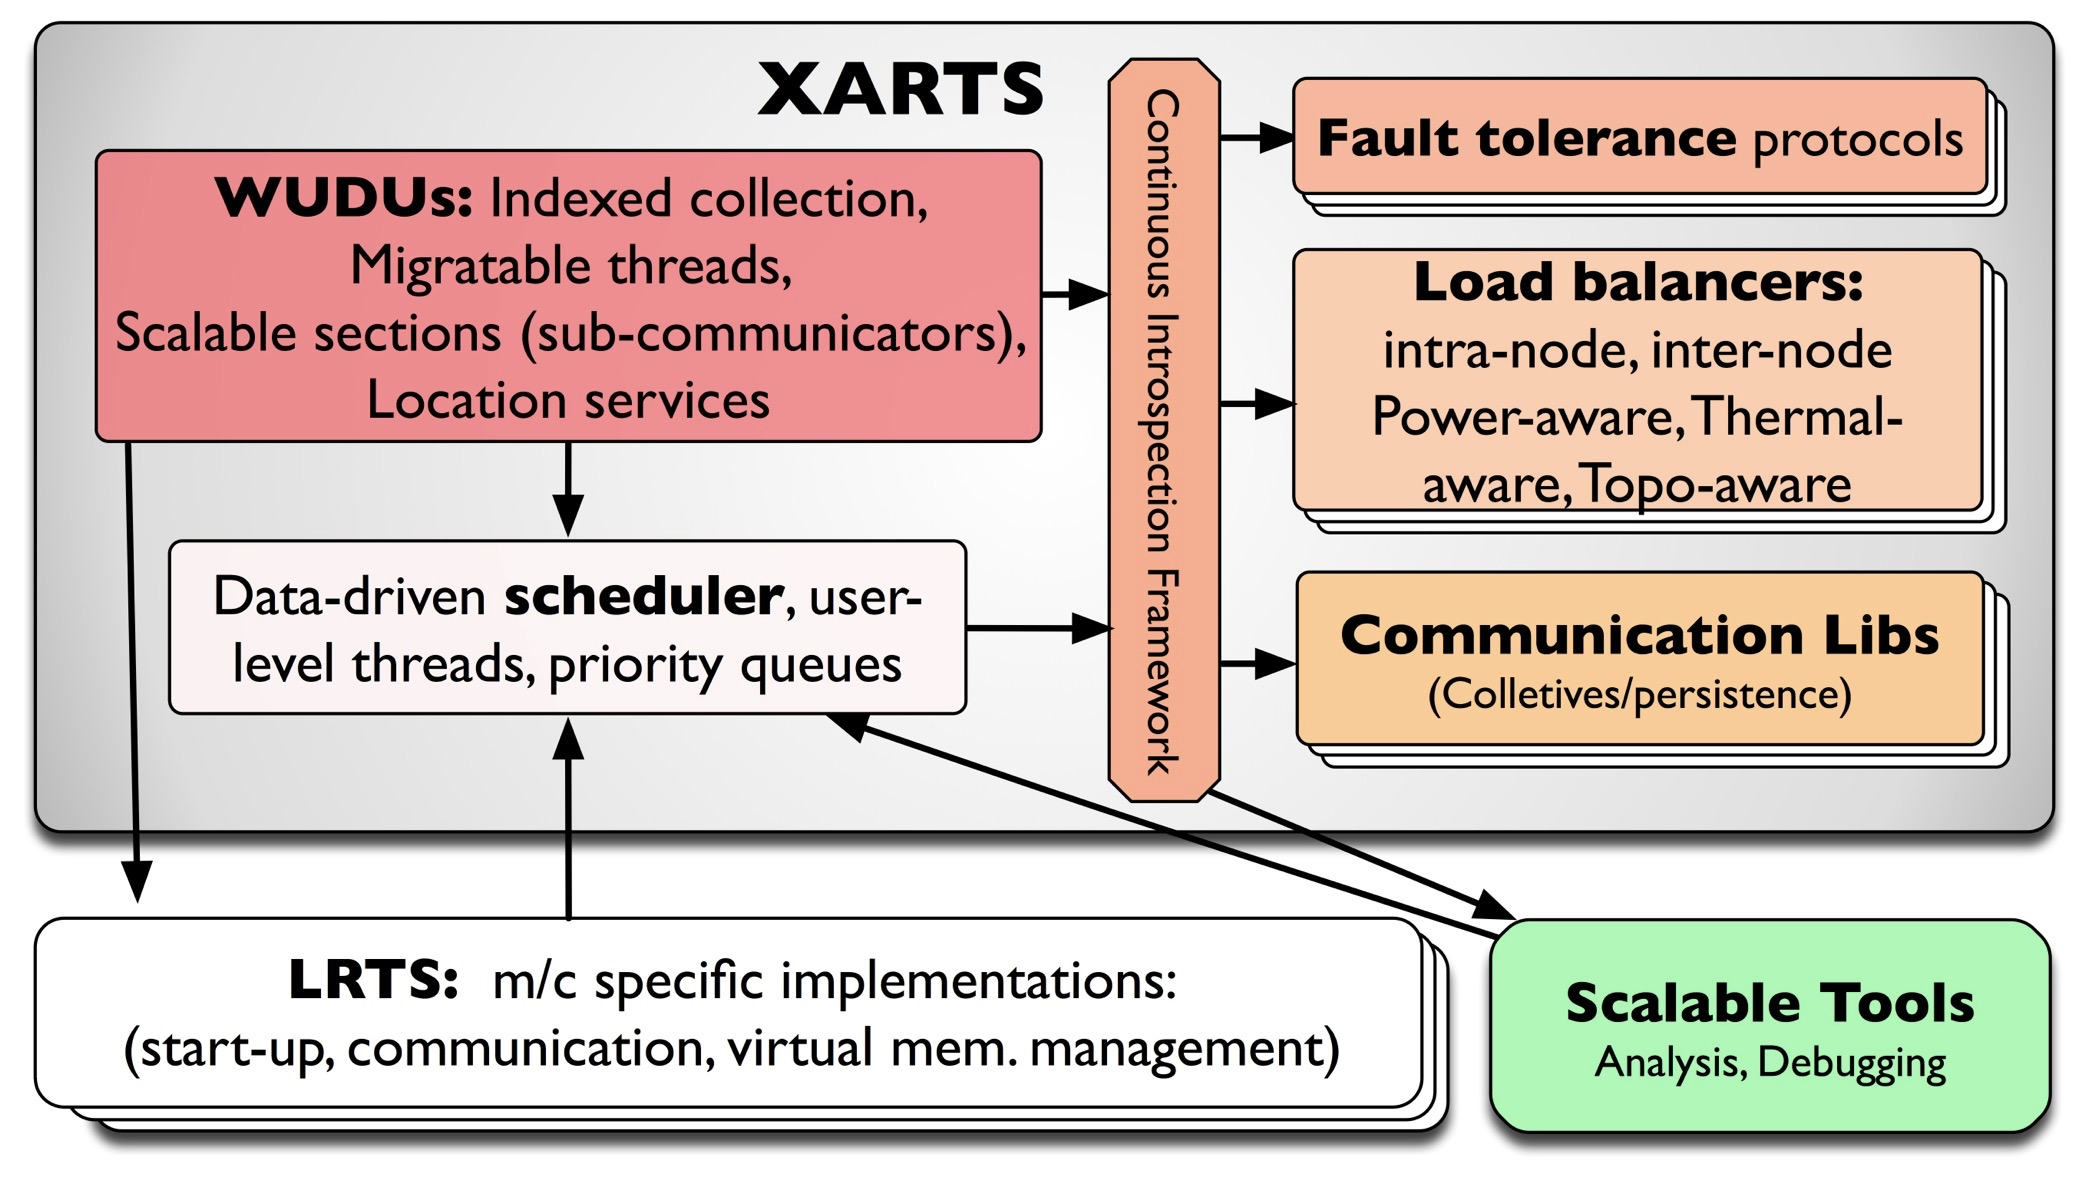 XARTS
WUDUs: Indexed collection,
Migratable threads,
Scalable sections (sub-communicators),
Location services
Data-driven scheduler, user-
level threads, priority queues
Continuous Introspection Framework
Fault tolerance protocols
Load balancers:
intra-node, inter-node
Power-aware, Thermal-
aware, Topo-aware
Communication Libs
(Colletives/persistence)
LRTS: m/c specific implementations:
(start-up, communication, virtual mem. management)
Scalable Tools
Analysis, Debugging